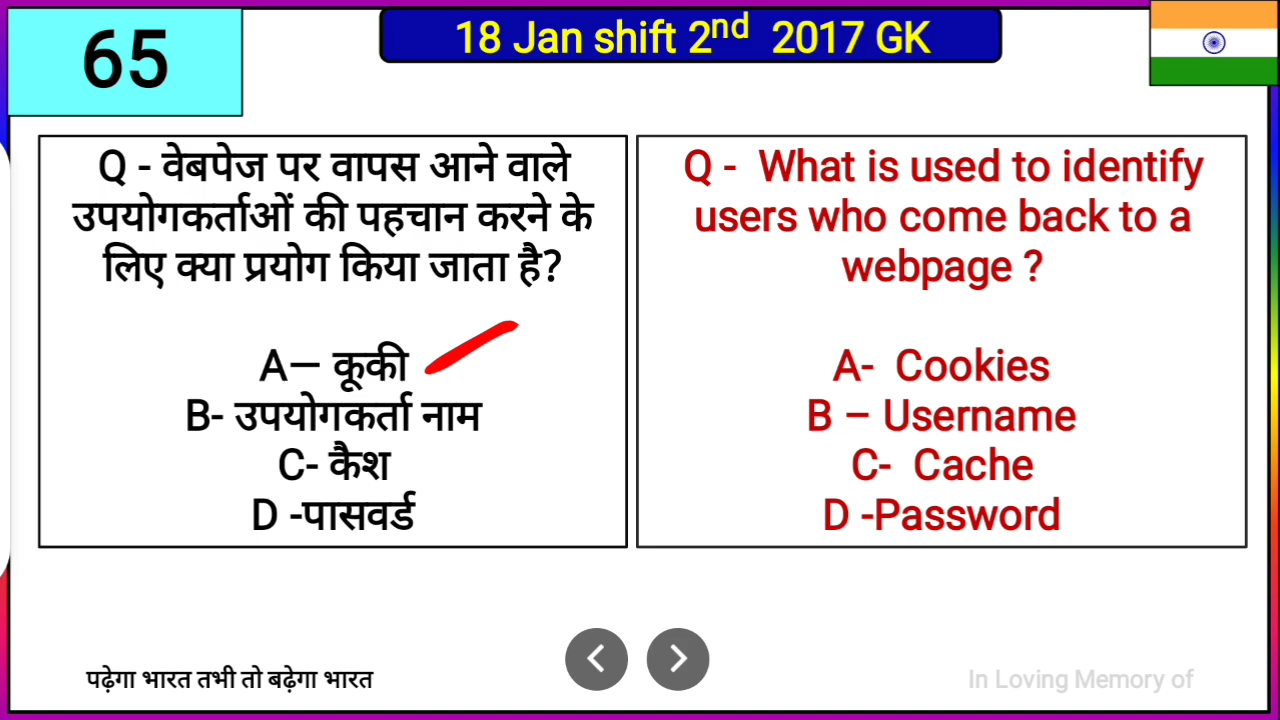 65
18 Jan shift 2nd 2017 GK
Q - वेबपेज पर वापस आने वाले
उपयोगकर्ताओं की पहचान करने के
लिए क्या प्रयोग किया जाता है?
A– कूकी
B- उपयोगकर्ता नाम
C- कैश
D -पासवर्ड
Q - What is used to identify
users who come back to a
webpage ?
A- Cookies
B – Username
C- Cache
D -Password
पढ़ेगा भारत तभी तो बढ़ेगा भारत
In Loving Memory of